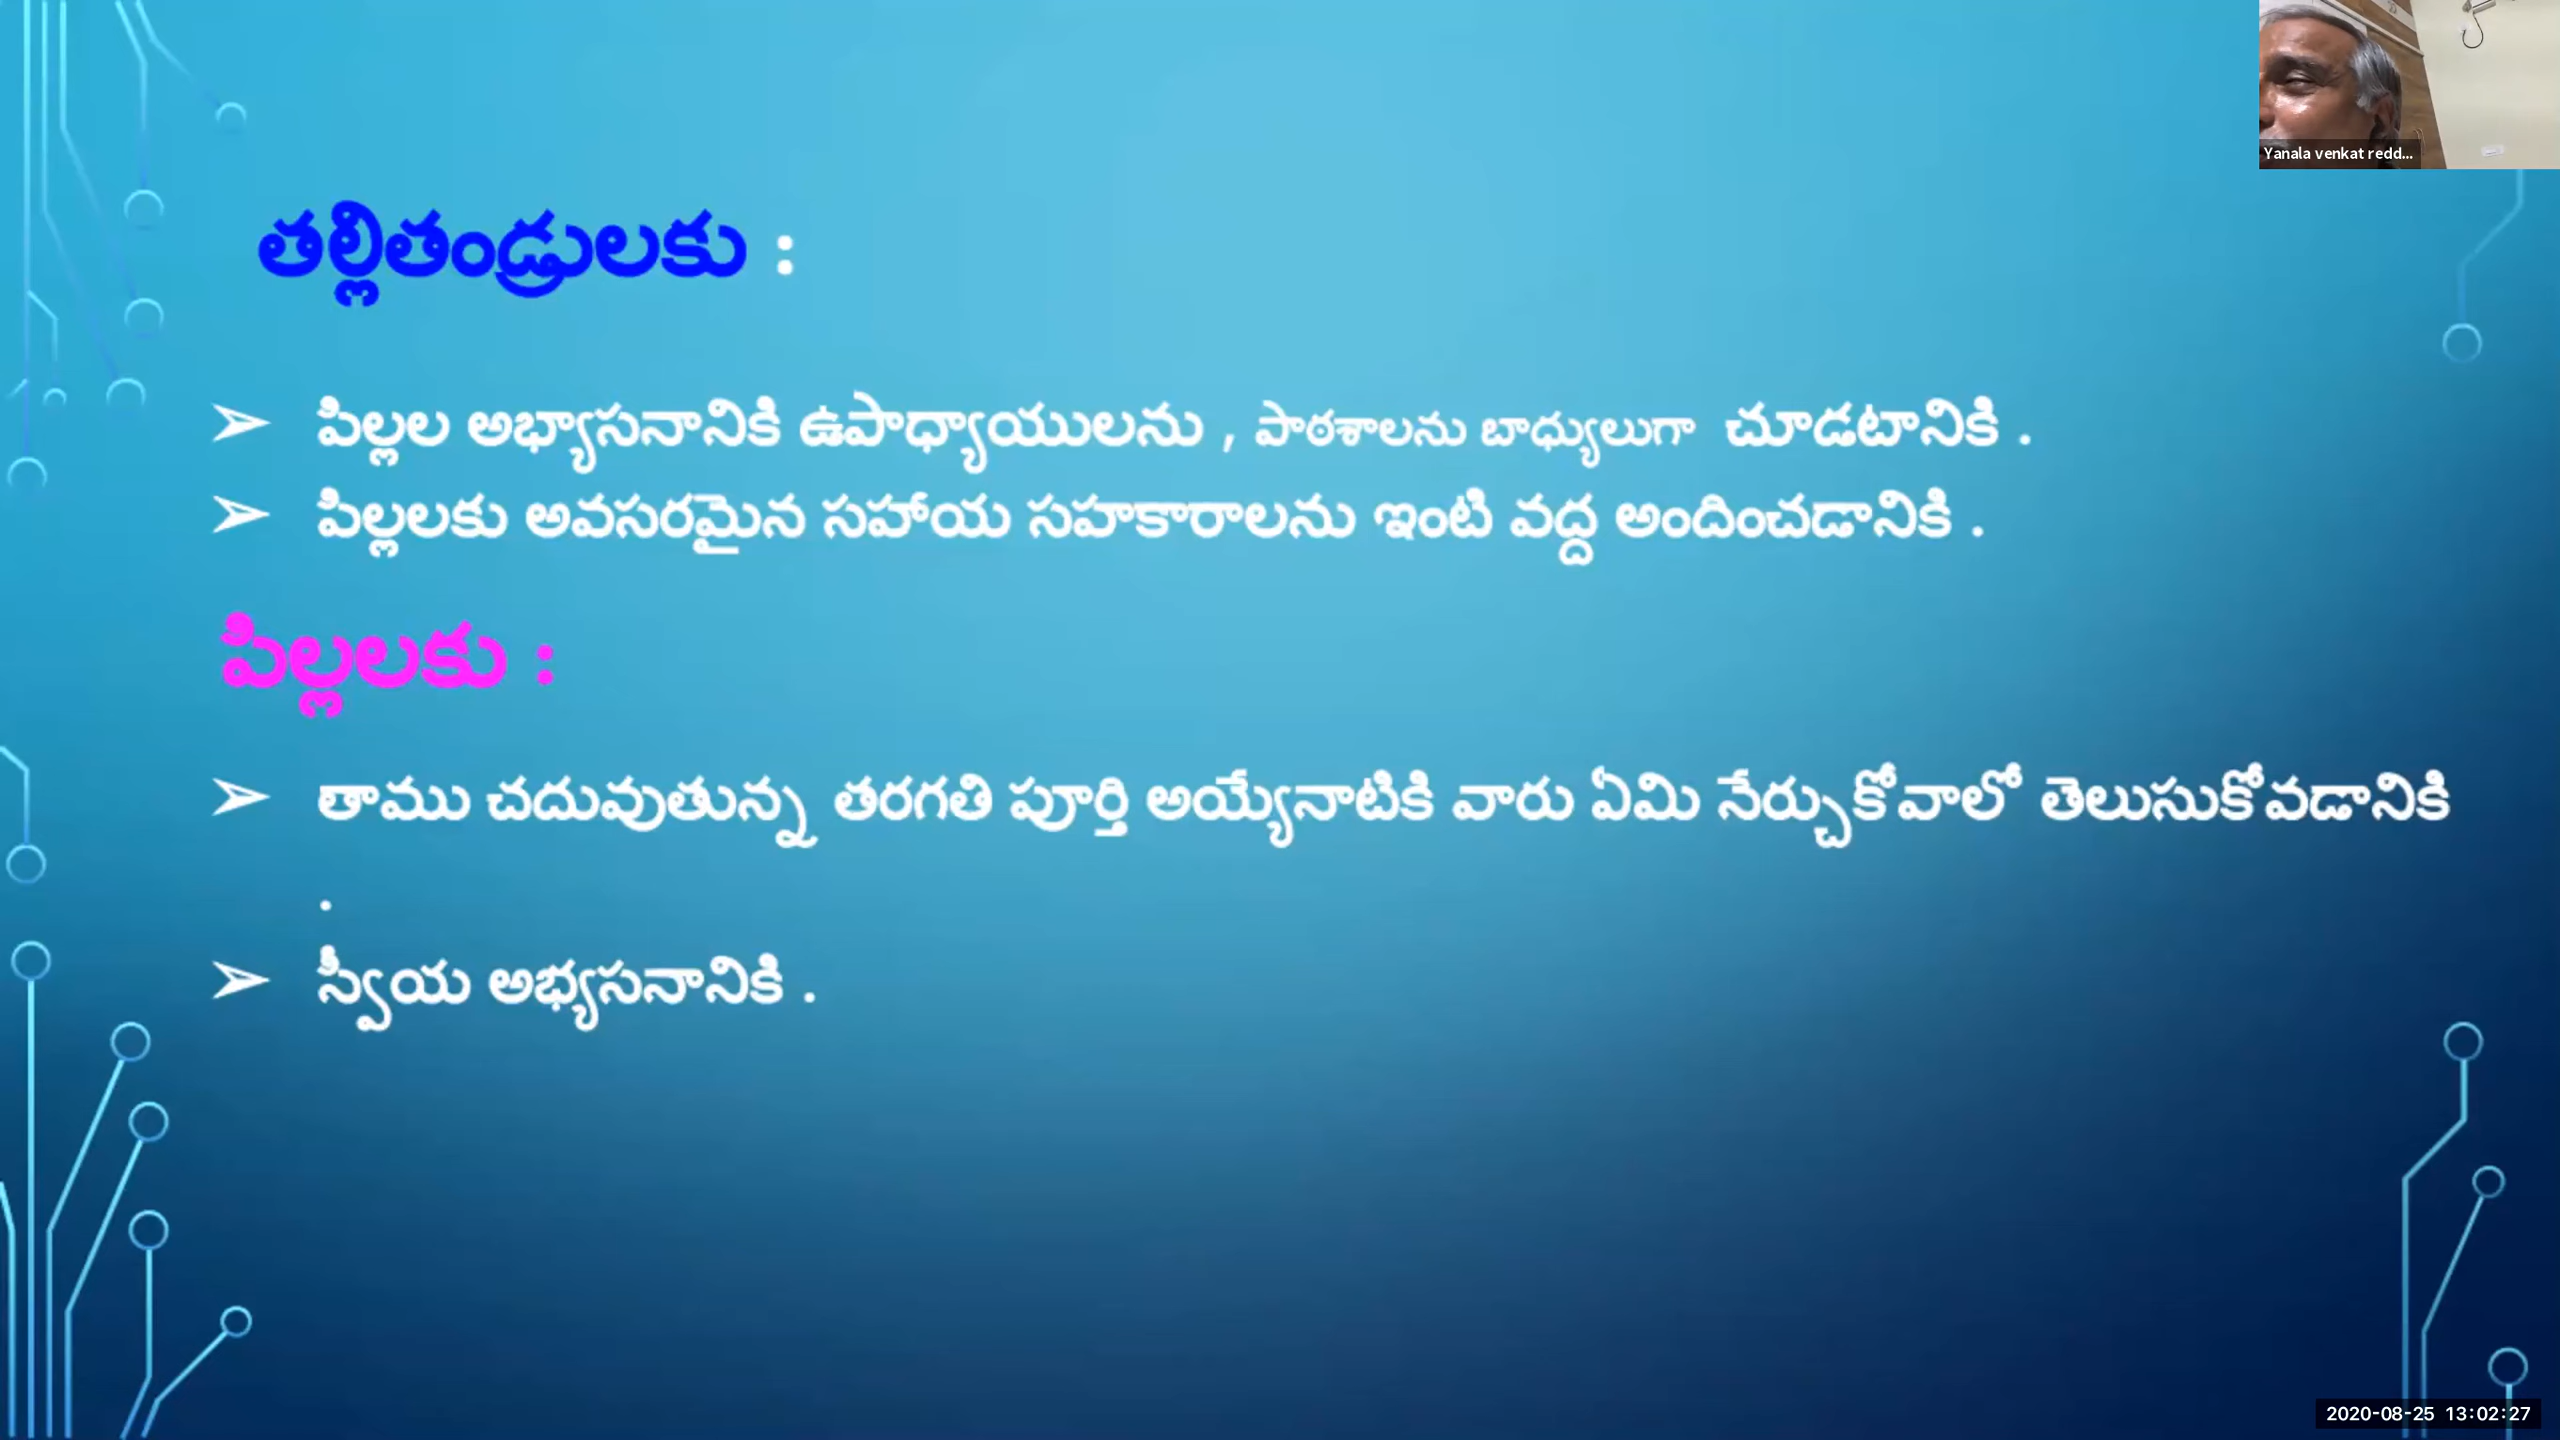 Yanala venkat redd...
తల్లితండ్రులకు :
➢ పిల్లల అభ్యాసనానికి ఉపాధ్యాయులను , పాఠశాలను బాధ్యులుగా చూడటానికి .
➢ పిల్లలకు అవసరమైన సహాయ సహకారాలను ఇంటి వద్ద అందించడానికి .
పిల్లలకు :
➢ తాము చదువుతున్న తరగతి పూర్తి అయ్యేనాటికి వారు ఏమి నేర్చుకోవాలో తెలుసుకోవడానికి
.
➢ స్వీయ అభ్యసనానికి .
2020-08-25 13:02:27